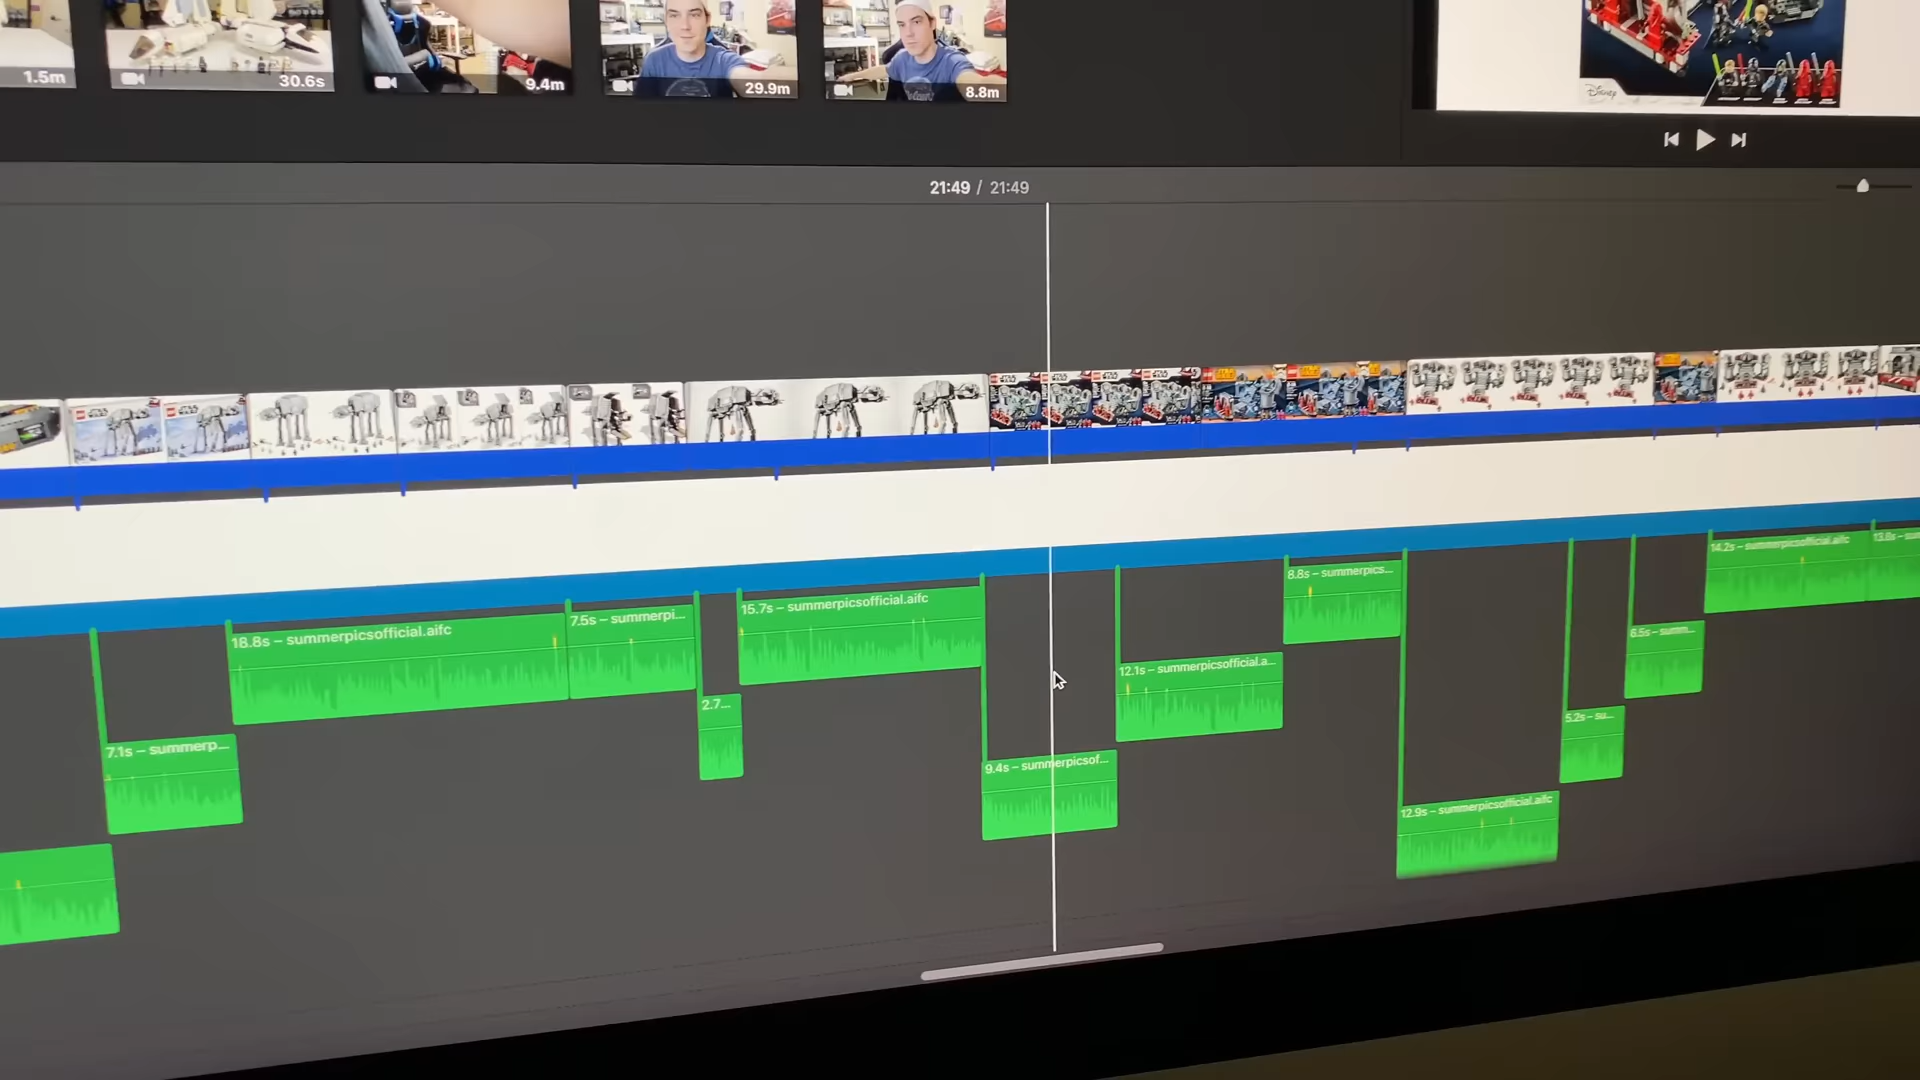 1.5m
30.6s
9.4m
29.9m
8.8m
Disney
21:49 / 21:49
14.2s – summerpicsofficial.aifc
8.8s – summerpics...
15.7s – summerpicsofficial.aifc
7.5s – summerpi...
18.8s – summerpicsofficial.aifc
6.5s – summ...
12.1s – summerpicsofficial.a...
2.7...
5.2s – su...
7.1s – summerp...
9.4s – summerpicsof...
12.9s – summerpicsofficial.aifc